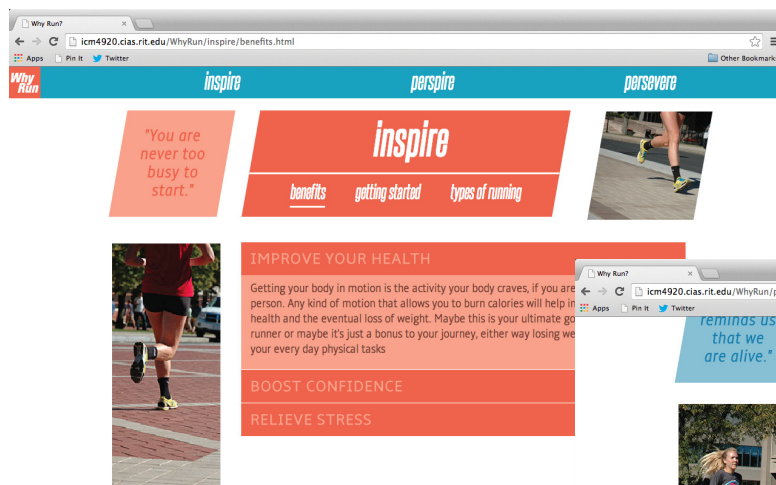 Why Run?
icm4920.cias.rit.edu/WhyRun/inspire/benefits.html
Apps Pin It Twitter Other Bookmark
Why
Run
inspire perspire persevere
"You are
never too
busy to
start."
inspire
benefits getting started types of running
IMPROVE YOUR HEALTH
Getting your body in motion is the activity your body craves, if you are
person. Any kind of motion that allows you to burn calories will help in
health and the eventual loss of weight. Maybe this is your ultimate go
runner or maybe it's just a bonus to your journey, either way losing we
your every day physical tasks
BOOST CONFIDENCE
RELIEVE STRESS
Why Run?
icm4920.cias.rit.edu/WhyRun/p
Apps Pin It Twitter
reminds us
that we
are alive."